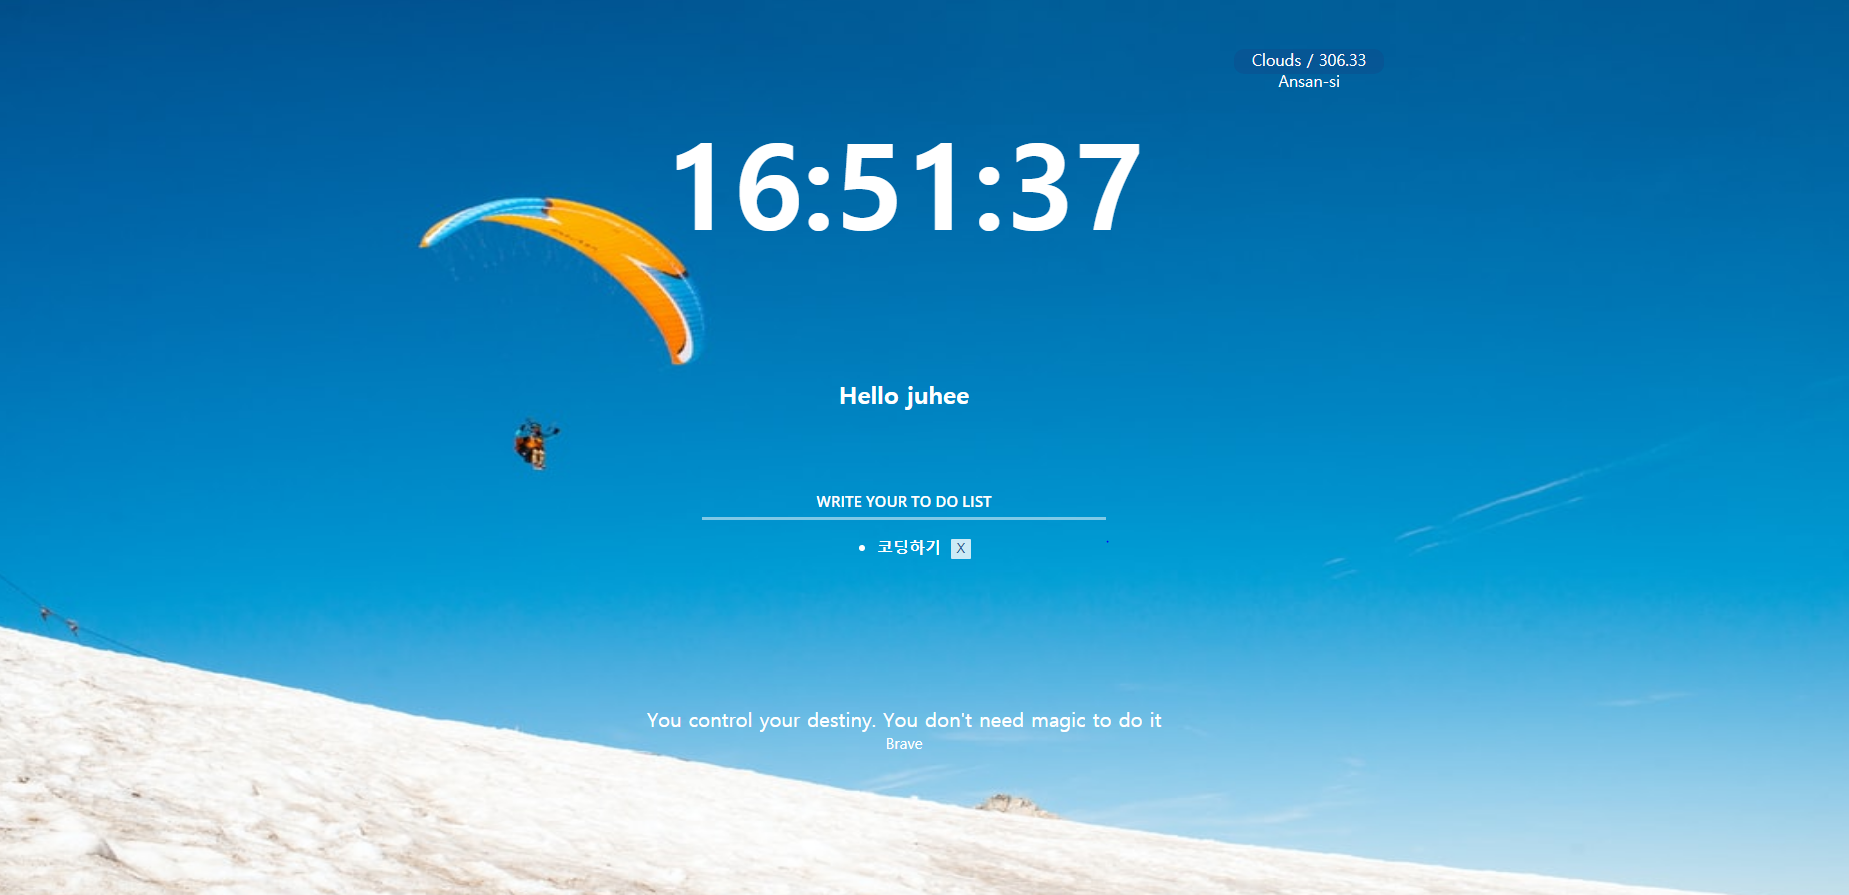 Clouds / 306.33
Ansan-si
16:51:37
Hello juhee
WRITE YOUR TO DO LIST
• 코딩하기 X
You control your destiny. You don't need magic to do it
Brave